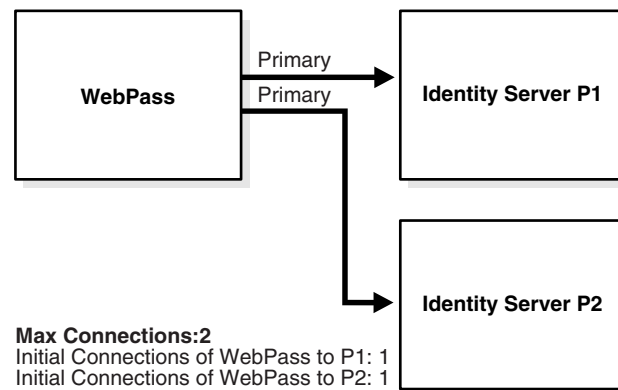 Primary
WebPass
Primary
Identity Server P1
Identity Server P2
Max Connections:2
Initial Connections of WebPass to P1: 1
Initial Connections of WebPass to P2: 1